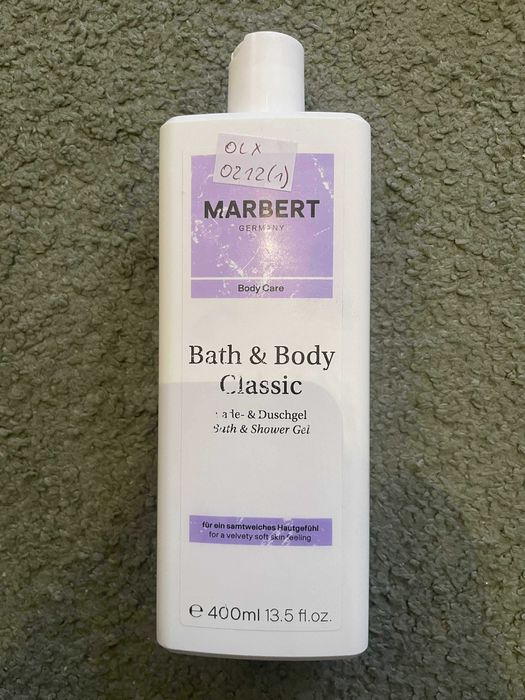 OLX
0212(1)
MARBERT
GERMANY
Body Care
Bath & Body
Classic
ade- & Duschgel
Bath & Shower Gel
für ein samtweiches Hautgefühl
for a velvety soft skin feeling
e 400ml 13.5 fl.oz.